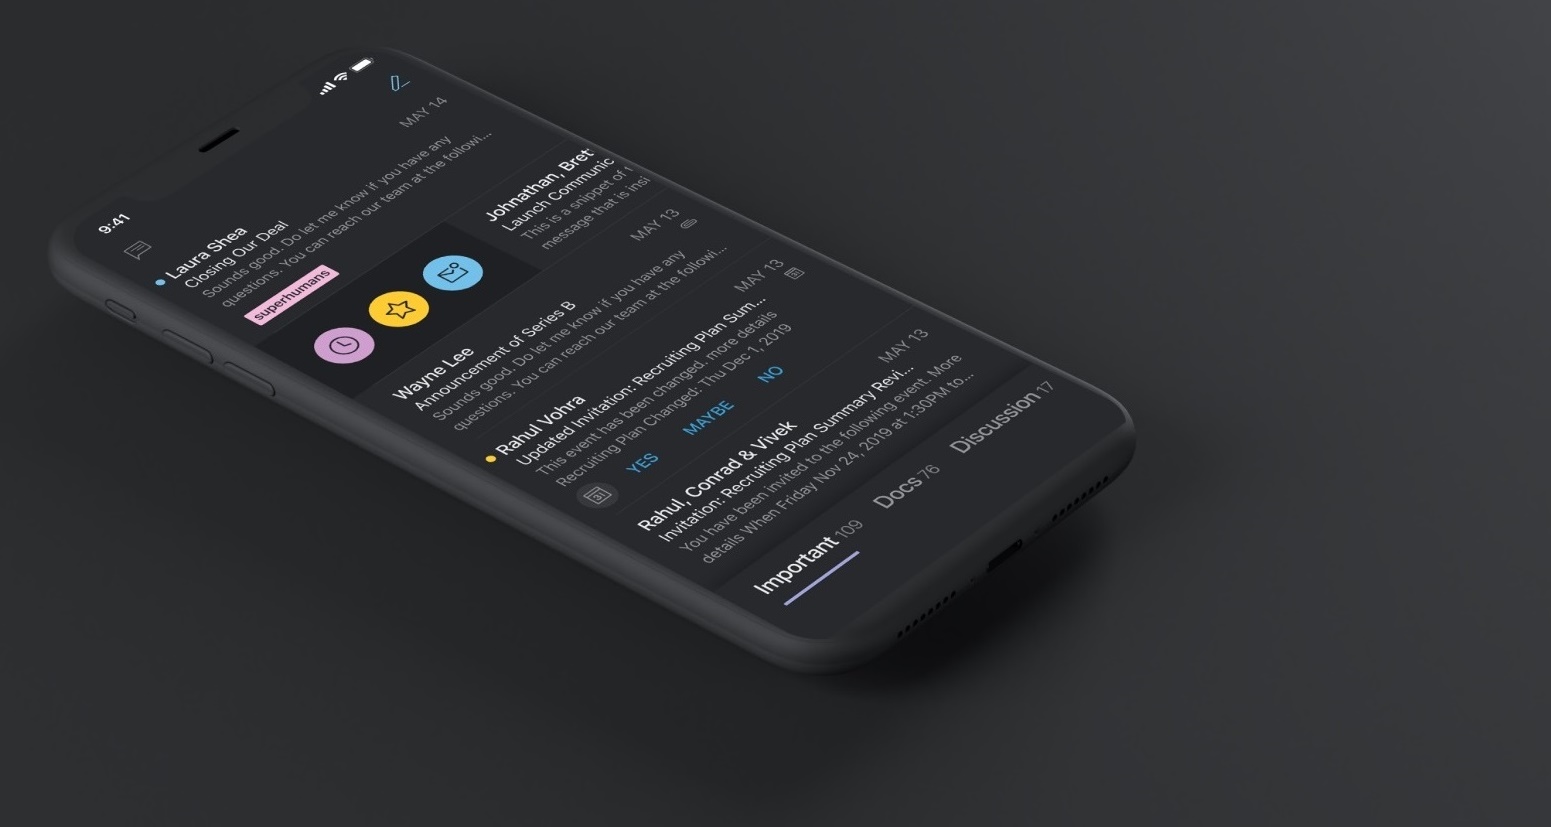 9:41
MAY 14
Laura Shea
Closing Our Deal
Sounds good. Do let me know if you have any
questions. You can reach our team at the followi...
superhumans
Johnathan, Bret
Launch Communic
This is a snippet of
message that is insi
MAY 13
Wayne Lee
Announcement of Series B
Sounds good. Do let me know if you have any
questions. You can reach our team at the followi...
MAY 13
Rahul Vohra
Updated Invitation: Recruiting Plan Sum...
This event has been changed. more details
Recruiting Plan Changed: Thu Dec 1, 2019
31
YES MAYBE NO
MAY 13
Rahul, Conrad & Vivek
Invitation: Recruiting Plan Summary Revi...
You have been invited to the following event. More
details When Friday Nov 24, 2019 at 1:30PM to...
Important 109 Docs 76 Discussion 17